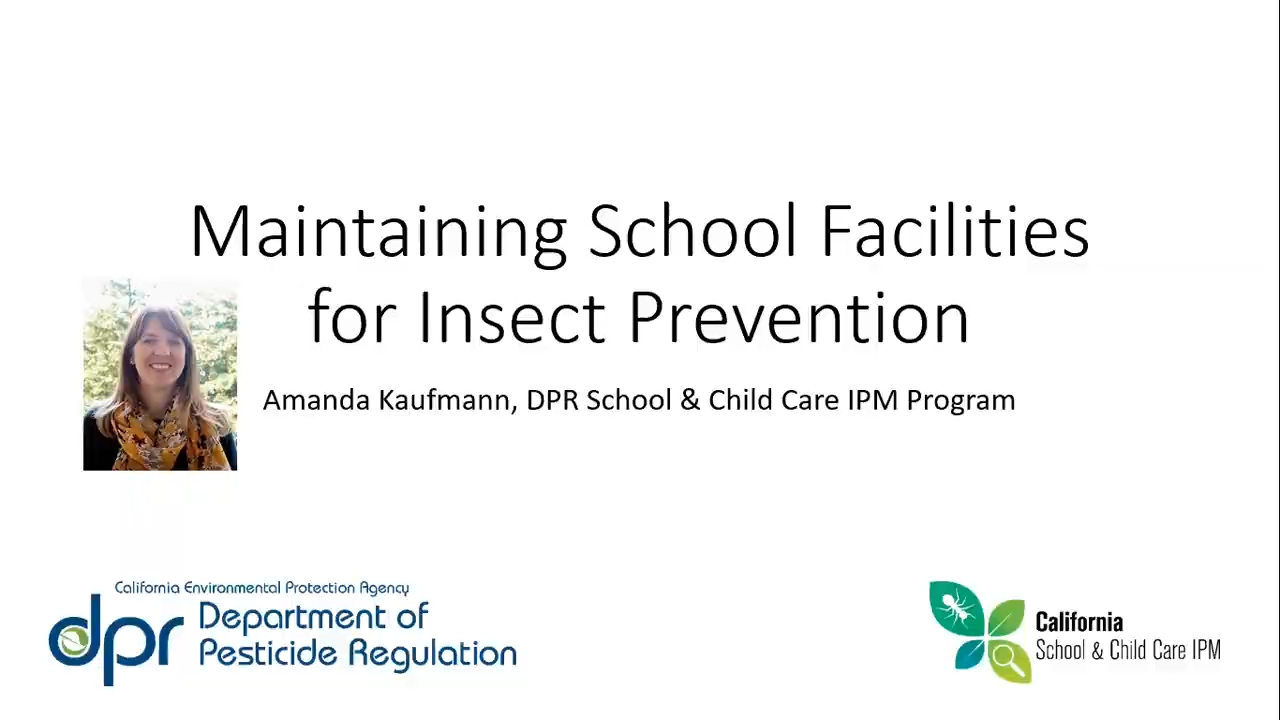 Maintaining School Facilities
for Insect Prevention
Amanda Kaufmann, DPR School & Child Care IPM Program
California Environmental Protection Agency
dpr
Department of
Pesticide Regulation
California
School & Child Care IPM